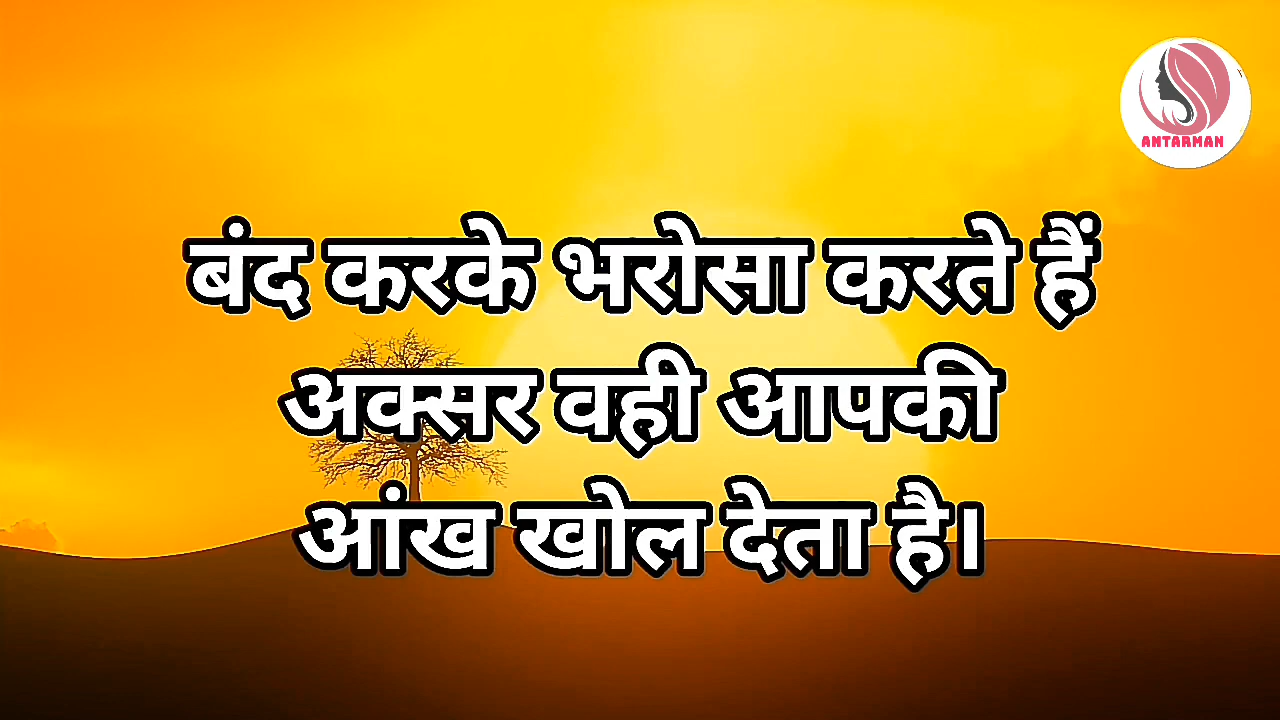 ANTARMAN
बंद करके भरोसा करते हैं
अक्सर वही आपकी
आंख खोल देता है।